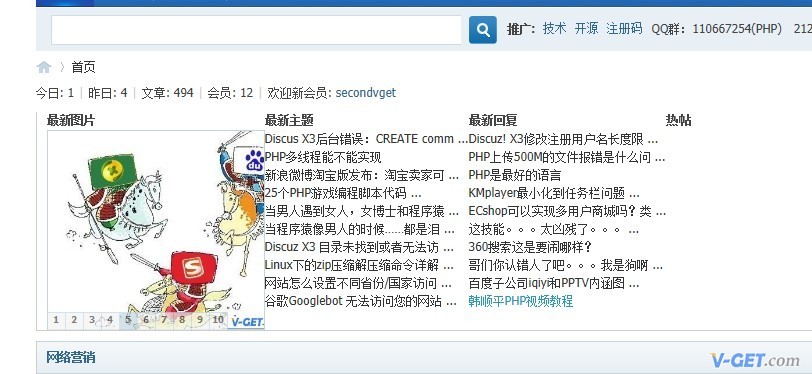 推广: 技术 开源 注册码 QQ群：110667254(PHP) 212
首页
今日: 1 | 昨日: 4 | 文章: 494 | 会员: 12 | 欢迎新会员: secondvget
最新图片
最新主题
最新回复
热帖
Discus X3后台错误：CREATE comm ...
PHP多线程能不能实现
新浪微博淘宝版发布：淘宝卖家可 ...
25个PHP游戏编程脚本代码 ...
当男人遇到女人，女博士和程序猿 ...
当程序猿像男人的时候......都是泪 ...
Discuz X3 目录未找到或者无法访 ...
Linux下的zip压缩解压缩命令详解 ...
网站怎么设置不同省份/国家访问 ...
谷歌Googlebot 无法访问您的网站 ...
Discuz! X3修改注册用户名长度限 ...
PHP上传500M的文件报错是什么问 ...
PHP是最好的语言
KMplayer最小化到任务栏问题 ...
ECshop可以实现多用户商城吗？类 ...
这技能。。。太凶残了。。。 ...
360搜索这是要闹哪样？
哥们你认错人了吧。。。我是狗啊 ...
百度子公司iqiyi和PPTV内涵图 ...
韩顺平PHP视频教程
du
S
1 2 3 4 5 6 7 8 9 10
V-GET
网络营销
V-GET.com